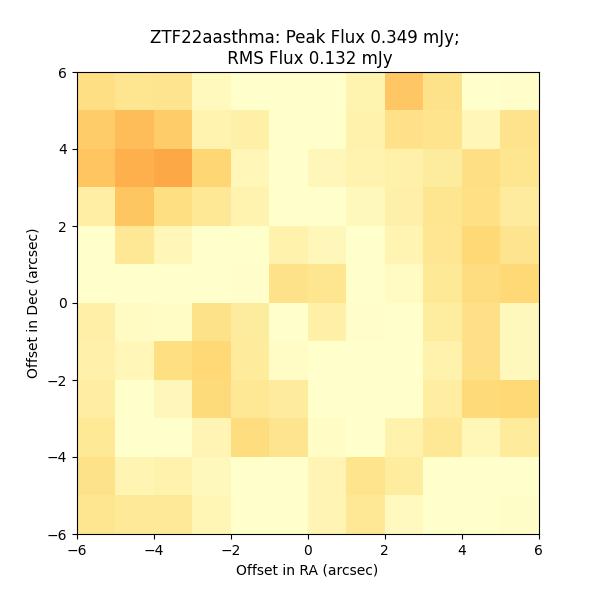 ZTF22aasthma: Peak Flux 0.349 mJy;
RMS Flux 0.132 mJy
6
4
2
0
−2
−4
−6
Offset in Dec (arcsec)
−6 −4 −2 0 2 4 6
Offset in RA (arcsec)